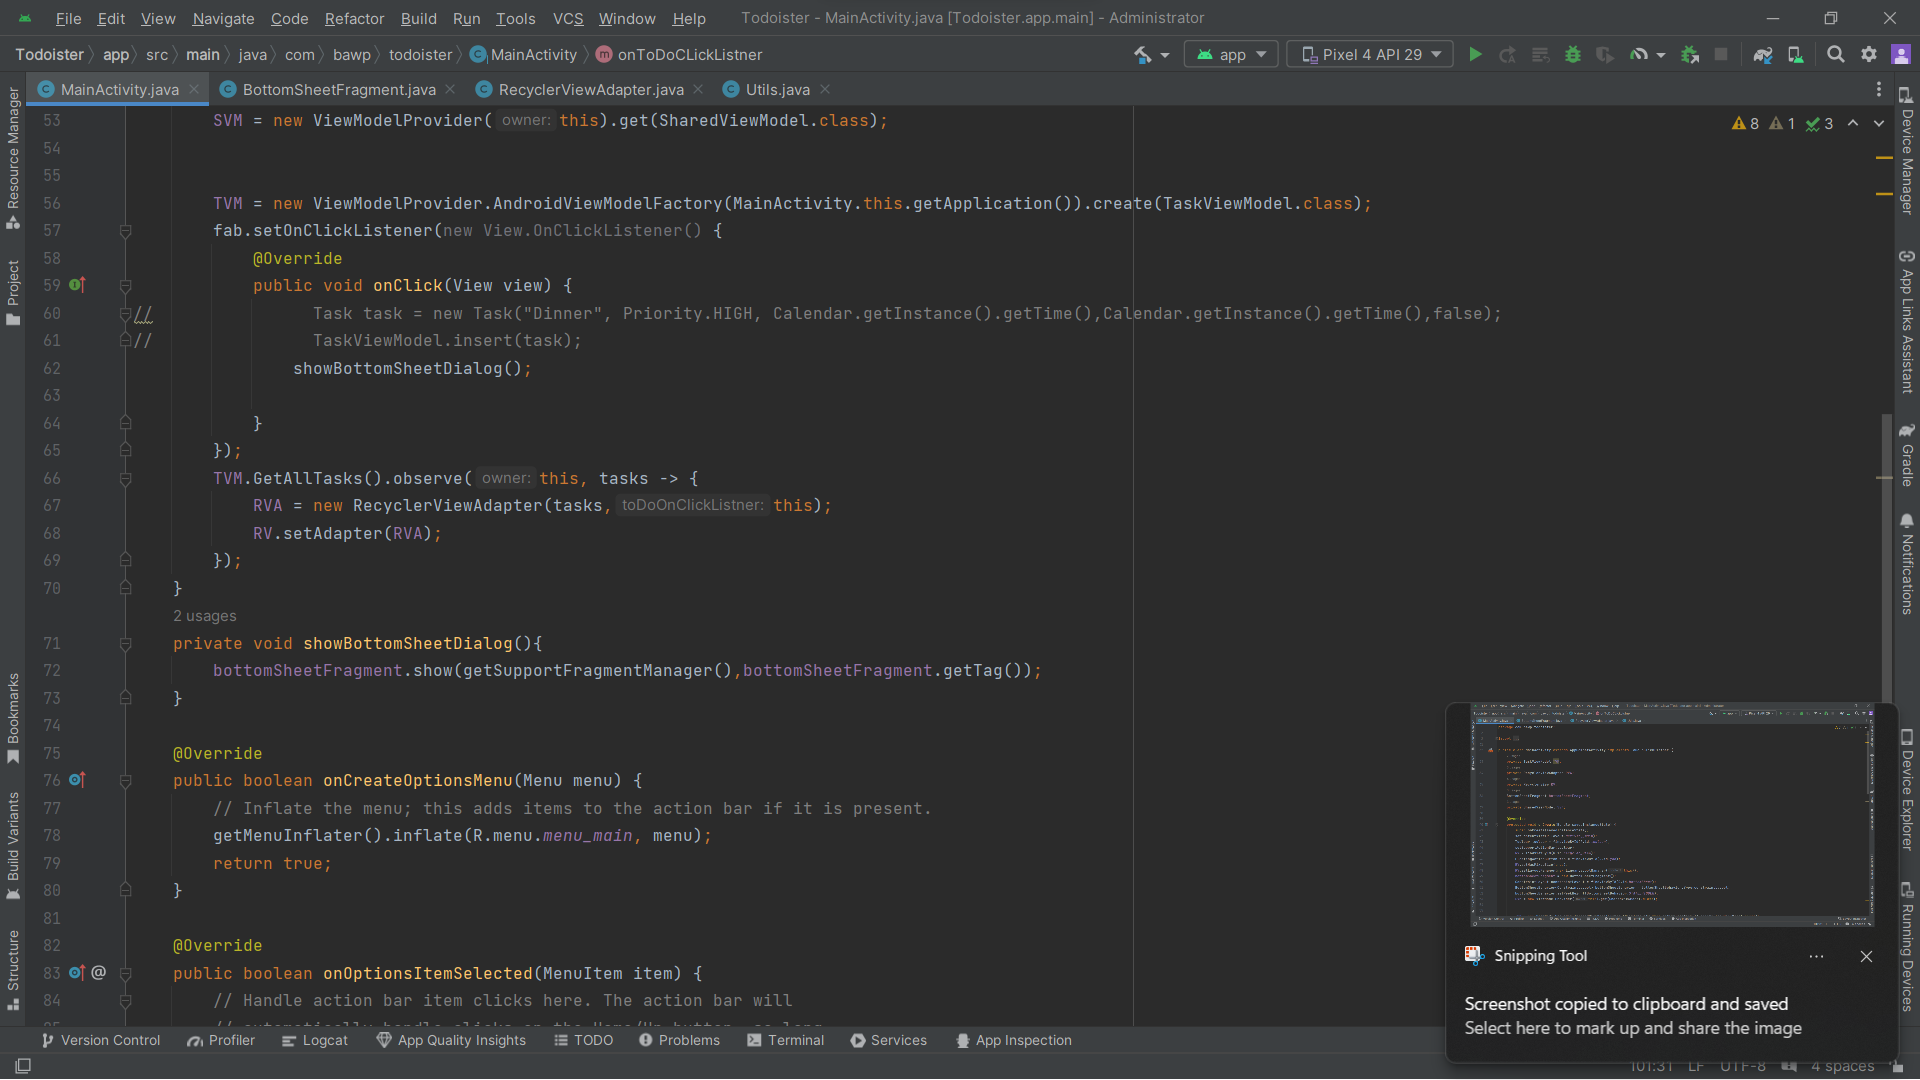 File Edit View Navigate Code Refactor Build Run Tools VCS Window Help Todoister - MainActivity.java [Todoister.app.main] - Administrator
Todoister app src main java com bawp todoister MainActivity onToDoCLickListner app Pixel 4 API 29
MainActivity.java BottomSheetFragment.java RecyclerViewAdapter.java Utils.java
8 1 3
53 SVM = new ViewModelProvider( owner: this).get(SharedViewModel.class);
54
55
56 TVM = new ViewModelProvider.AndroidViewModelFactory(MainActivity.this.getApplication()).create(TaskViewModel.class);
57 fab.setOnClickListener(new View.OnClickListener() {
58 @Override
59 public void onClick(View view) {
60 // Task task = new Task("Dinner", Priority.HIGH, Calendar.getInstance().getTime(),Calendar.getInstance().getTime(),false);
61 // TaskViewModel.insert(task);
62 showBottomSheetDialog();
63
64 }
65 });
66 TVM.GetAllTasks().observe( owner: this, tasks -> {
67 RVA = new RecyclerViewAdapter(tasks, toDoOnClickListner: this);
68 RV.setAdapter(RVA);
69 });
70 }
2 usages
71 private void showBottomSheetDialog(){
72 bottomSheetFragment.show(getSupportFragmentManager(),bottomSheetFragment.getTag());
73 }
74
75 @Override
76 public boolean onCreateOptionsMenu(Menu menu) {
77 // Inflate the menu; this adds items to the action bar if it is present.
78 getMenuInflater().inflate(R.menu.menu_main, menu);
79 return true;
80 }
81
82 @Override
83 @ public boolean onOptionsItemSelected(MenuItem item) {
84 // Handle action bar item clicks here. The action bar will
Resource Manager
Project
Bookmarks
Build Variants
Structure
Device Manager
App Links Assistant
Gradle
Notifications
Device Explorer
Running Devices
Snipping Tool
Screenshot copied to clipboard and saved
Select here to mark up and share the image
Version Control Profiler Logcat App Quality Insights TODO Problems Terminal Services App Inspection
101:31 LF UTF-8 4 spaces